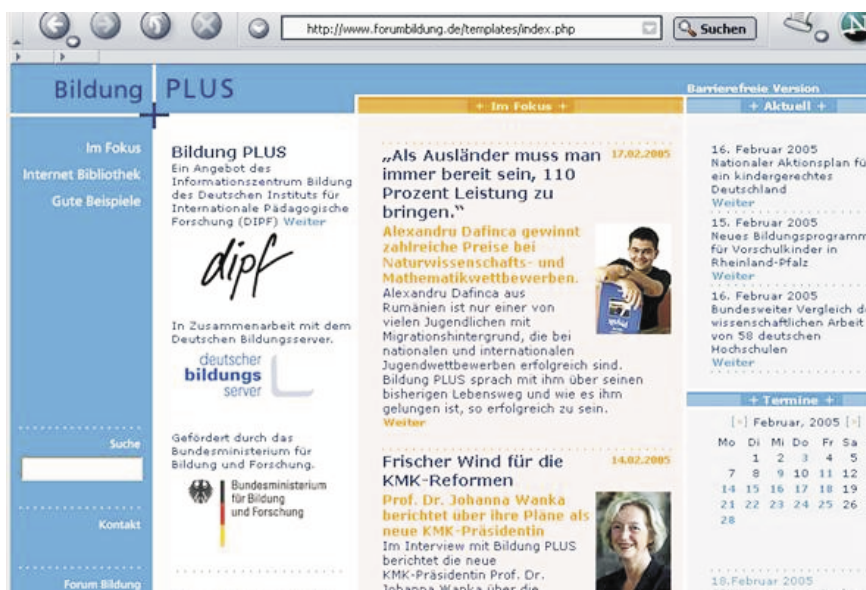 http://www.forumbildung.de/templates/index.php
Suchen
N
Bildung PLUS
Barrierefreie Version
Im Fokus
Internet Bibliothek
Gute Beispiele
Suche
Kontakt
Forum Bildung
Bildung PLUS
Ein Angebot des
Informationszentrum Bildung
des Deutschen Instituts für
Internationale Pädagogische
Forschung (DIPF) Weiter
dipf
In Zusammenarbeit mit dem
Deutschen Bildungsserver.
deutscher
bildungs
server
Gefördert durch das
Bundesministerium für
Bildung und Forschung.
Bundesministerium
für Bildung
und Forschung
+ Im Fokus +
„Als Ausländer muss man 17.02.2005
immer bereit sein, 110
Prozent Leistung zu
bringen.“
Alexandru Dafinca gewinnt
zahlreiche Preise bei
Naturwissenschafts- und
Mathematikwettbewerben.
Alexandru Dafinca aus
Rumänien ist nur einer von
vielen Jugendlichen mit
Migrationshintergrund, die bei
nationalen und internationalen
Jugendwettbewerben erfolgreich sind.
Bildung PLUS sprach mit ihm über seinen
bisherigen Lebensweg und wie es ihm
gelungen ist, so erfolgreich zu sein.
Weiter
Frischer Wind für die 14.02.2005
KMK-Reformen
Prof. Dr. Johanna Wanka
berichtet über ihre Pläne als
neue KMK-Präsidentin
Im Interview mit Bildung PLUS
berichtet die neue
KMK-Präsidentin Prof. Dr.
Johanna Wanka über die
+ Aktuell +
16. Februar 2005
Nationaler Aktionsplan fü
ein kindergerechtes
Deutschland
Weiter
15. Februar 2005
Neues Bildungsprogramm
für Vorschulkinder in
Rheinland-Pfalz
Weiter
16. Februar 2005
Bundesweiter Vergleich d
wissenschaftlichen Arbeit
von 58 deutschen
Hochschulen
Weiter
+ Termine +
Februar, 2005
Mo Di Mi Do Fr Sa
1 2 3 4 5
7 8 9 10 11 12
14 15 16 17 18 19
21 22 23 24 25 26
28
18.Februar 2005